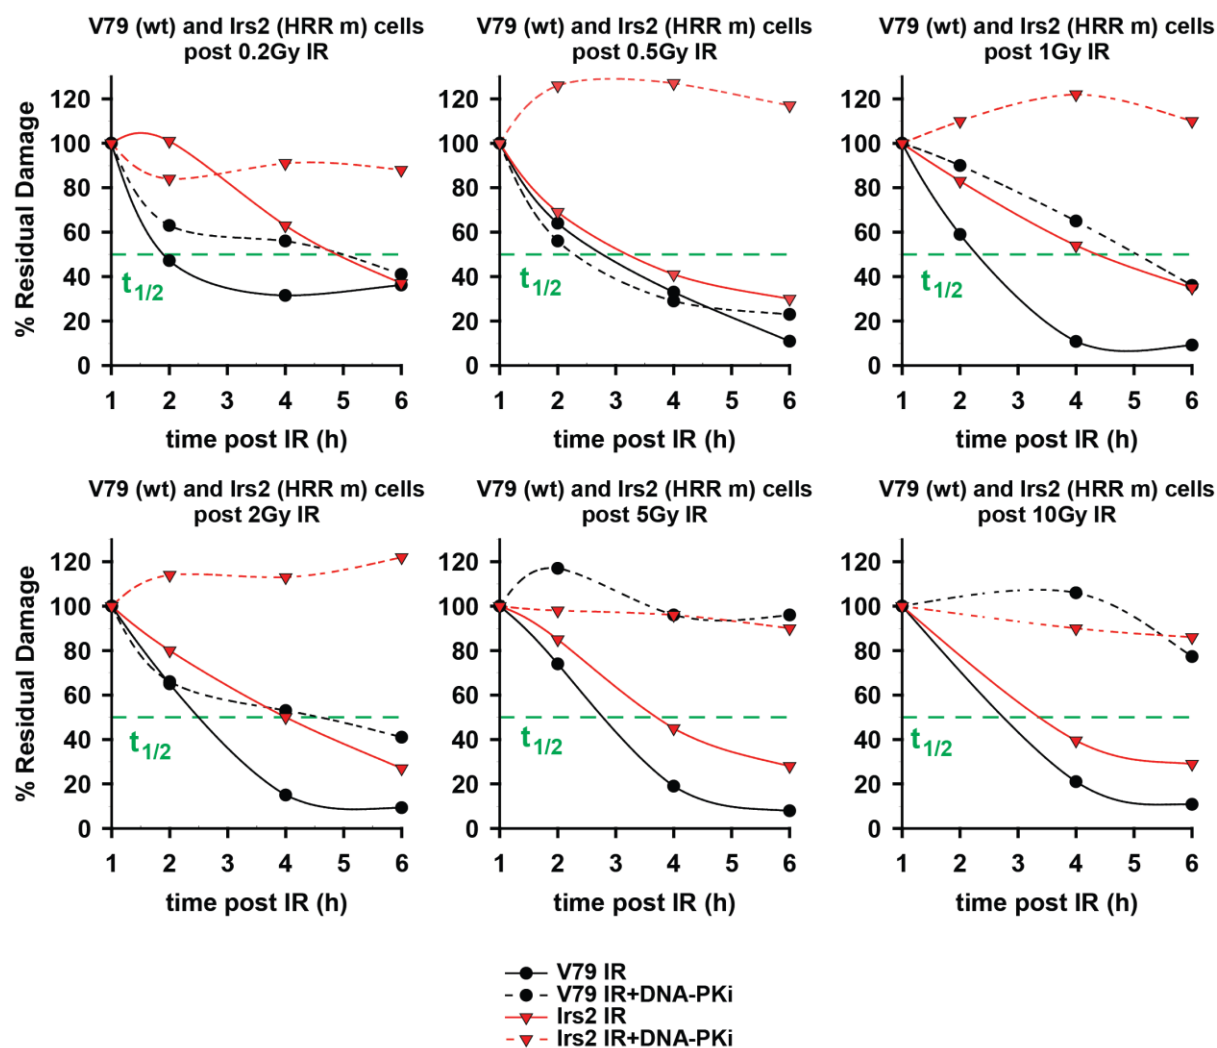 V79 (wt) and Irs2 (HRR m) cells
post 0.2Gy IR
V79 (wt) and Irs2 (HRR m) cells
post 0.5Gy IR
V79 (wt) and Irs2 (HRR m) cells
post 1Gy IR
% Residual Damage
120
100
80
60
40
20
0
t1/2
1 2 3 4 5 6
time post IR (h)
120
100
80
60
40
20
0
t1/2
1 2 3 4 5 6
time post IR (h)
120
100
80
60
40
20
0
t1/2
1 2 3 4 5 6
time post IR (h)
V79 (wt) and Irs2 (HRR m) cells
post 2Gy IR
V79 (wt) and Irs2 (HRR m) cells
post 5Gy IR
V79 (wt) and Irs2 (HRR m) cells
post 10Gy IR
% Residual Damage
120
100
80
60
40
20
0
t1/2
1 2 3 4 5 6
time post IR (h)
120
100
80
60
40
20
0
t1/2
1 2 3 4 5 6
time post IR (h)
120
100
80
60
40
20
0
t1/2
1 2 3 4 5 6
time post IR (h)
V79 IR
V79 IR+DNA-PKi
Irs2 IR
Irs2 IR+DNA-PKi